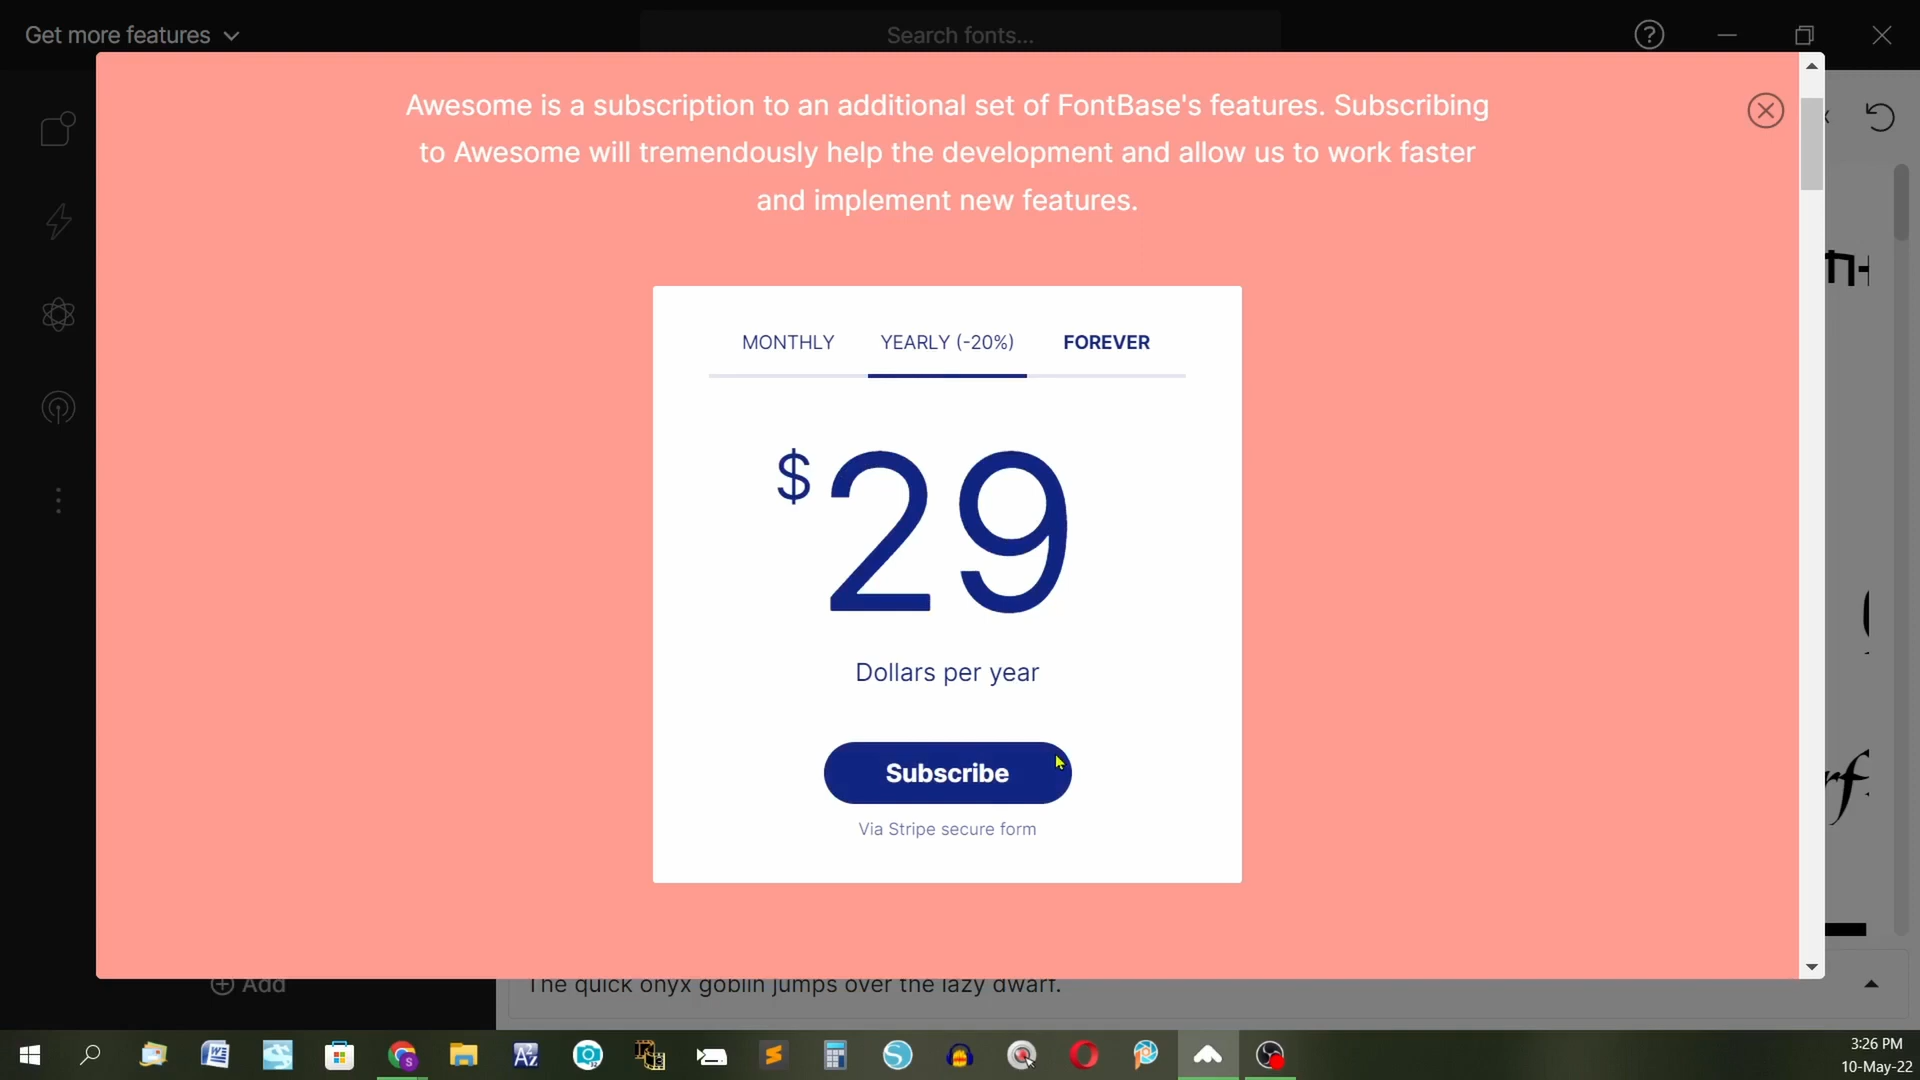 Get more features
Search fonts...
Awesome is a subscription to an additional set of FontBase's features. Subscribing
to Awesome will tremendously help the development and allow us to work faster
and implement new features.
MONTHLY YEARLY (-20%) FOREVER
$29
Dollars per year
Subscribe
Via Stripe secure form
Add
The quick onyx goblin jumps over the lazy dwarf.
3:26 PM
10-May-22